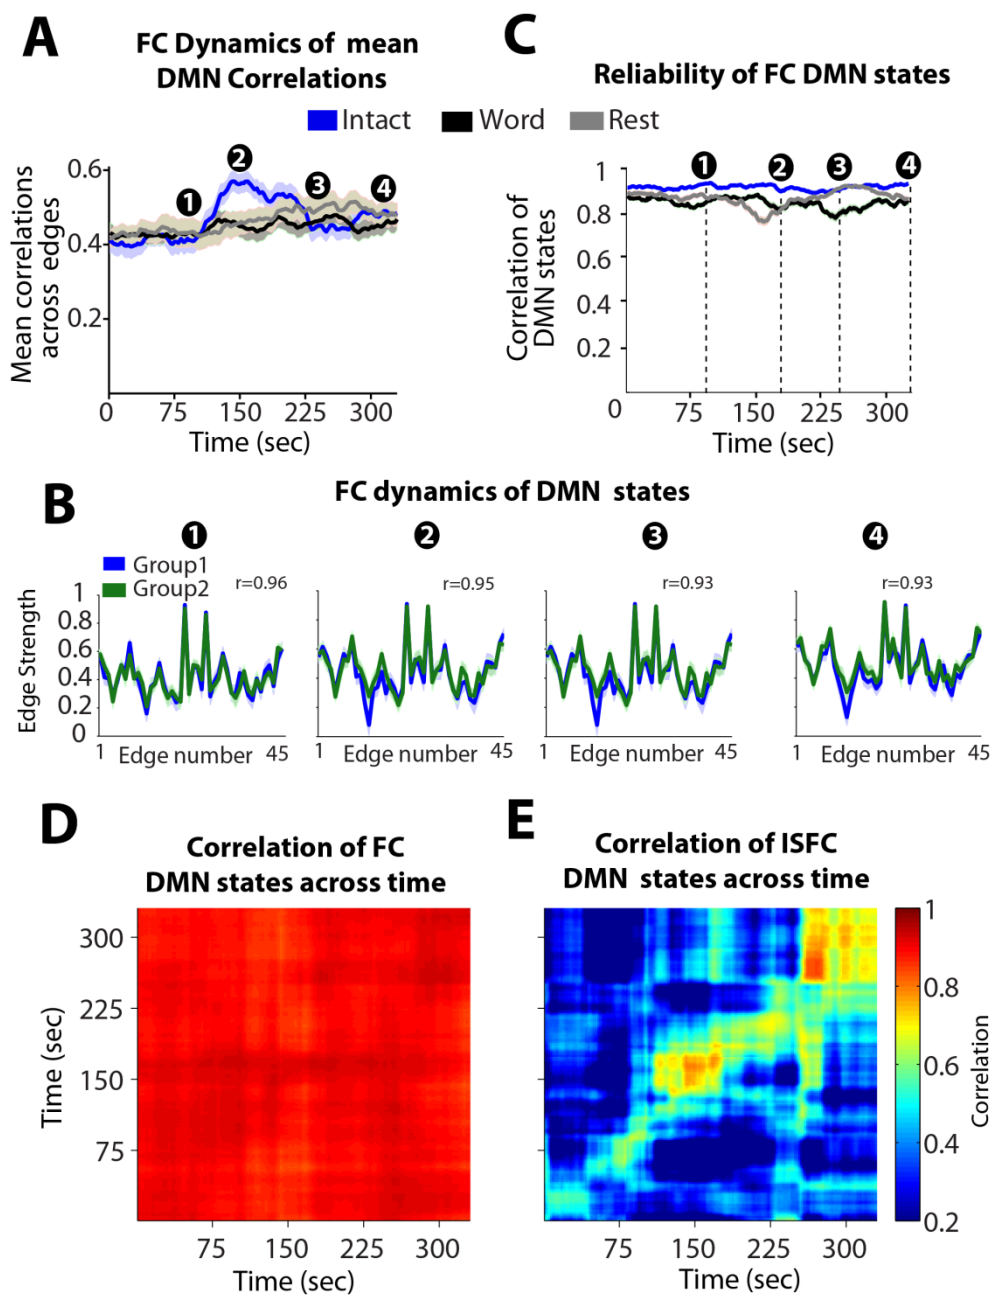 A
FC Dynamics of mean
DMN Correlations
C
Reliability of FC DMN states
Intact Word Rest
0.6
0.4
0.2
Mean correlations
across edges
1 2 3 4
0 75 150 225 300
Time (sec)
1
0.8
0.6
0.4
0.2
Correlation of
DMN states
1 2 3 4
75 150 225 300
Time (sec)
B
FC dynamics of DMN states
1 2 3 4
Group1
Group2
r=0.96 r=0.95 r=0.93 r=0.93
1
0.8
0.6
0.4
0.2
0
Edge Strength
1 Edge number 45
1 Edge number 45
1 Edge number 45
1 Edge number 45
D
Correlation of FC
DMN states across time
300
225
150
75
Time (sec)
75 150 225 300
Time (sec)
E
Correlation of ISFC
DMN states across time
75 150 225 300
Time (sec)
1
0.8
0.6
0.4
0.2
Correlation